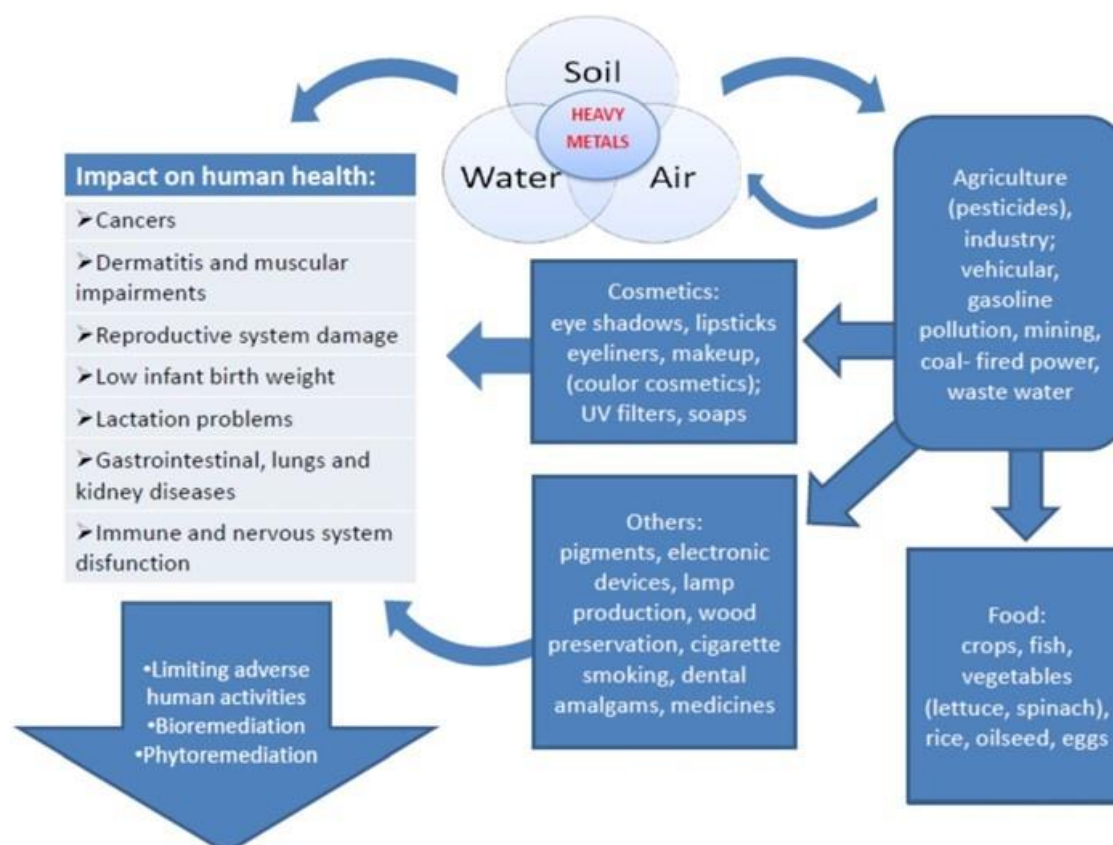 Soil
HEAVY
METALS
Water
Air
Impact on human health:
➤Cancers
➤Dermatitis and muscular
impairments
➤Reproductive system damage
➤Low infant birth weight
➤Lactation problems
➤Gastrointestinal, lungs and
kidney diseases
➤Immune and nervous system
disfunction
•Limiting adverse
human activities
•Bioremediation
•Phytoremediation
Cosmetics:
eye shadows, lipsticks
eyeliners, makeup,
(coulor cosmetics);
UV filters, soaps
Others:
pigments, electronic
devices, lamp
production, wood
preservation, cigarette
smoking, dental
amalgams, medicines
Agriculture
(pesticides),
industry;
vehicular,
gasoline
pollution, mining,
coal- fired power,
waste water
Food:
crops, fish,
vegetables
(lettuce, spinach),
rice, oilseed, eggs